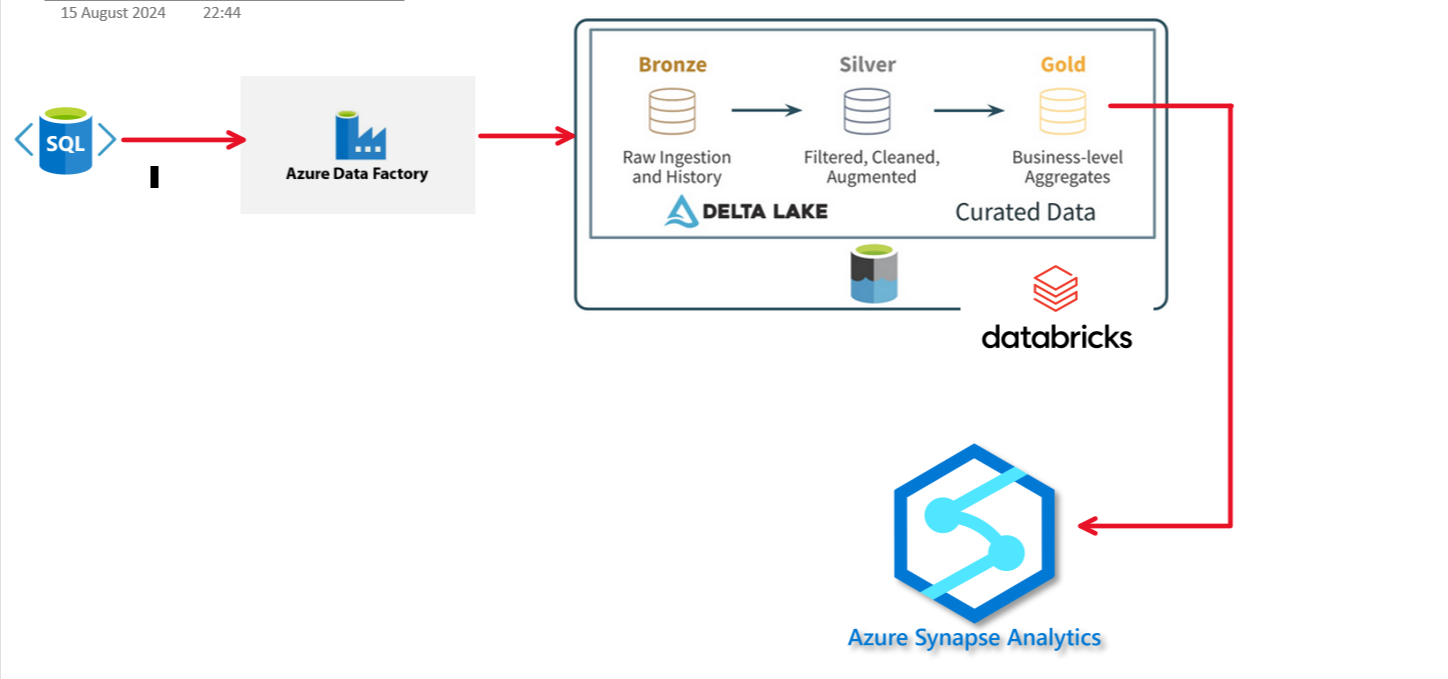 15 August 2024 22:44
SQL
Azure Data Factory
Bronze
Silver
Gold
Raw Ingestion
and History
Filtered, Cleaned,
Augmented
Business-level
Aggregates
DELTA LAKE
Curated Data
databricks
Azure Synapse Analytics